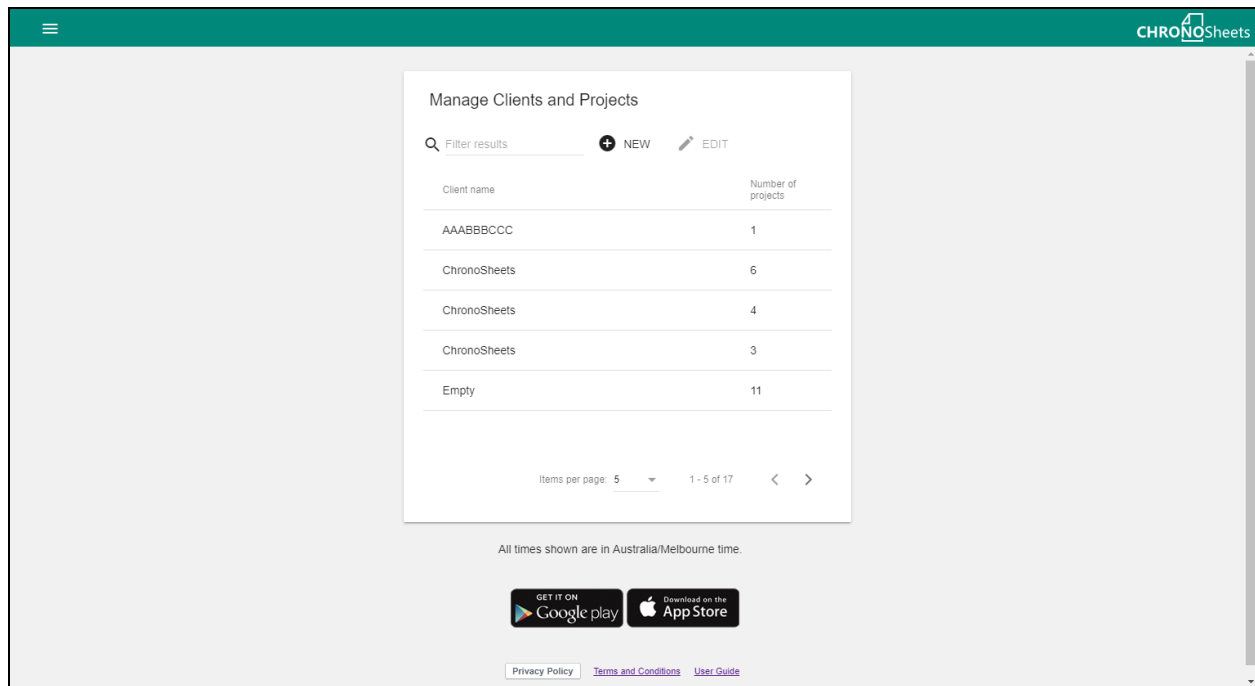 CHRONOSheets
Manage Clients and Projects
Filter results NEW EDIT
Client name Number of projects
AAABBBCCC 1
ChronoSheets 6
ChronoSheets 4
ChronoSheets 3
Empty 11
Items per page: 5 1 - 5 of 17
All times shown are in Australia/Melbourne time.
GET IT ON Google play Download on the App Store
Privacy Policy Terms and Conditions User Guide